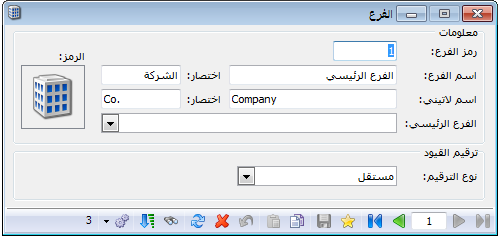 الفرع
معلومات
رمز الفرع: 1
الرمز:
اسم الفرع: الفرع الرئيسي اختصار: الشركة
اسم لاتيني: Company اختصار: Co.
الفرع الرئيسي:
ترقيم القيود
نوع الترقيم: مستقل
1 3